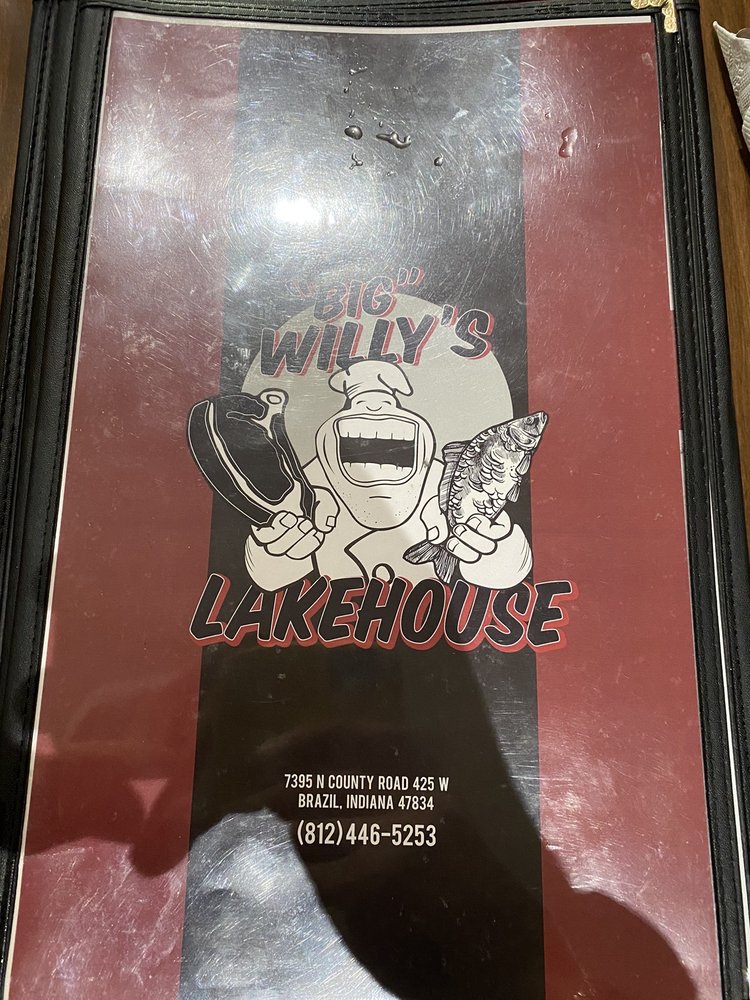 "BIG"
WILLY'S
LAKEHOUSE
7395 N COUNTY ROAD 425 W
BRAZIL, INDIANA 47834
(812)446-5253